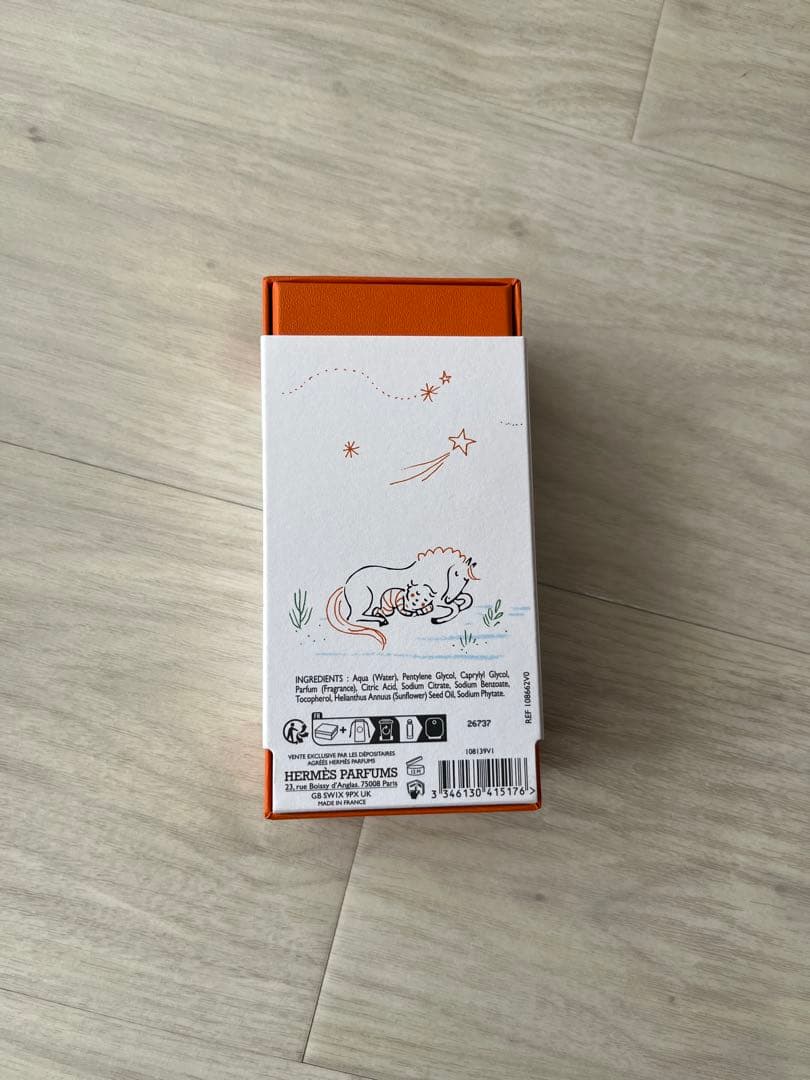 INGREDIENTS : Aqua (Water), Pentylene Glycol, Caprylyl Glycol,
Parfum (Fragrance), Citric Acid, Sodium Citrate, Sodium Benzoate,
Tocopherol, Helianthus Annuus (Sunflower) Seed Oil, Sodium Phytate.
REF 108662V0
FR
+
26737
108139V1
VENTE EXCLUSIVE PAR LES DÉPOSITAIRES
AGRÉÉS HERMÈS PARFUMS
HERMÈS PARFUMS
23, rue Boissy d'Anglas. 75008 Paris
GB SW1X 9PX UK
MADE IN FRANCE
12 M
3 346130 415176 >